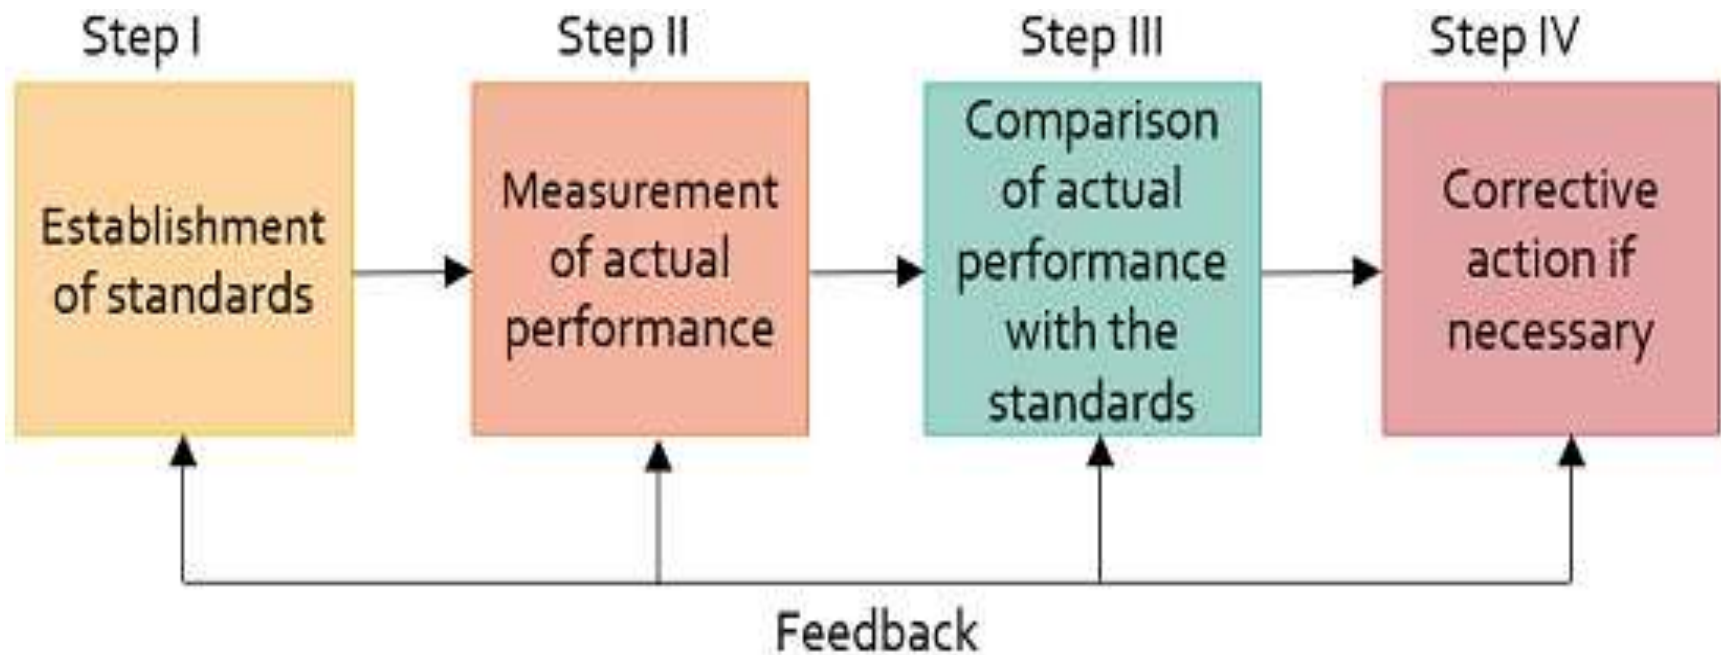 Step I
Establishment
of standards
Step II
Measurement
of actual
performance
Step III
Comparison
of actual
performance
with the
standards
Step IV
Corrective
action if
necessary
Feedback